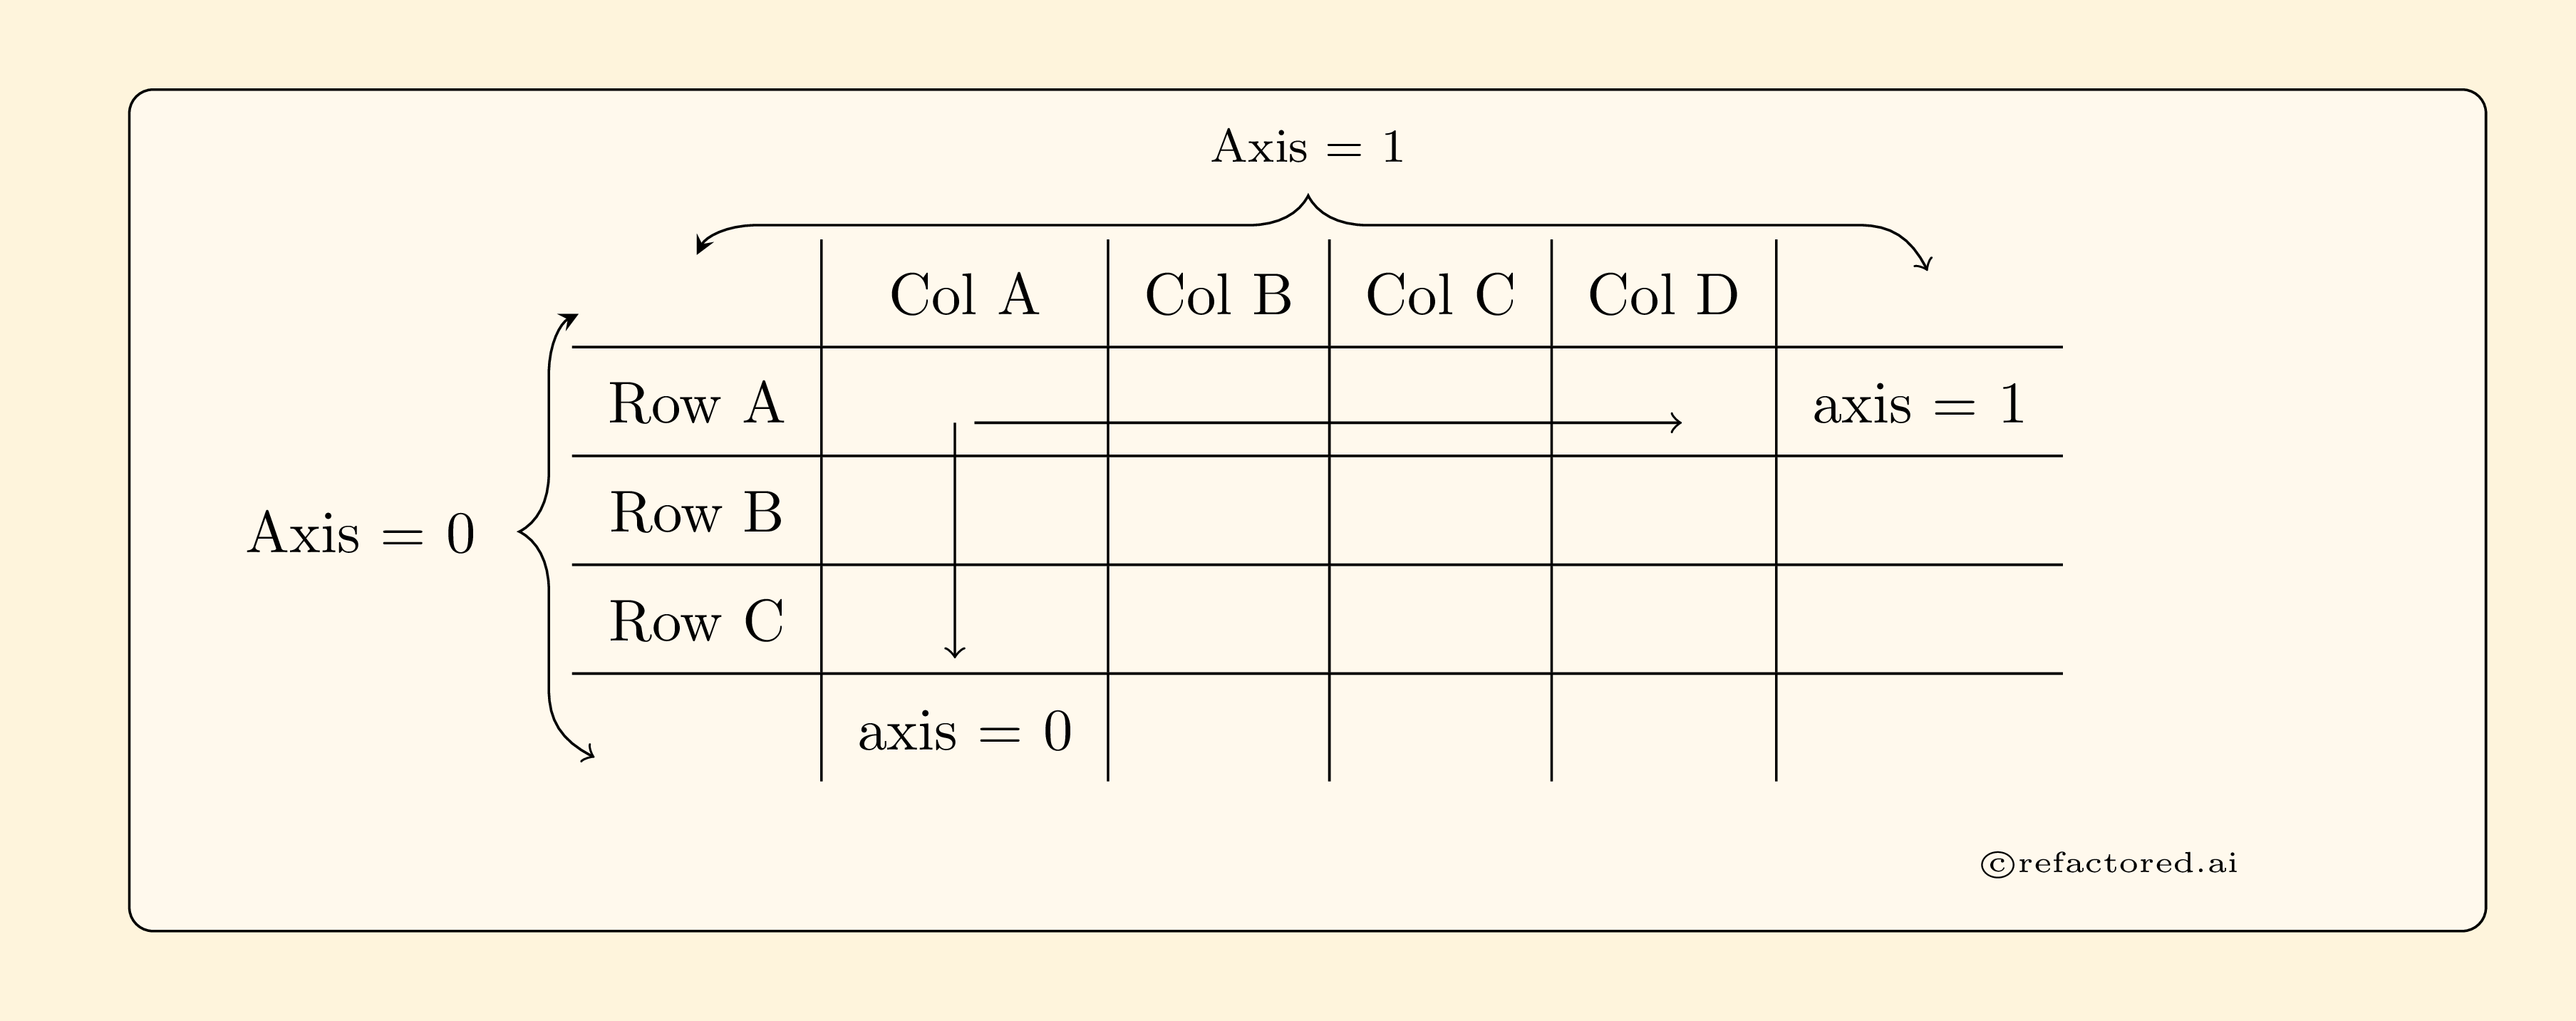 Axis = 1
Col A Col B Col C Col D
Row A axis = 1
Row B
Axis = 0
Row C
axis = 0
©refactored.ai